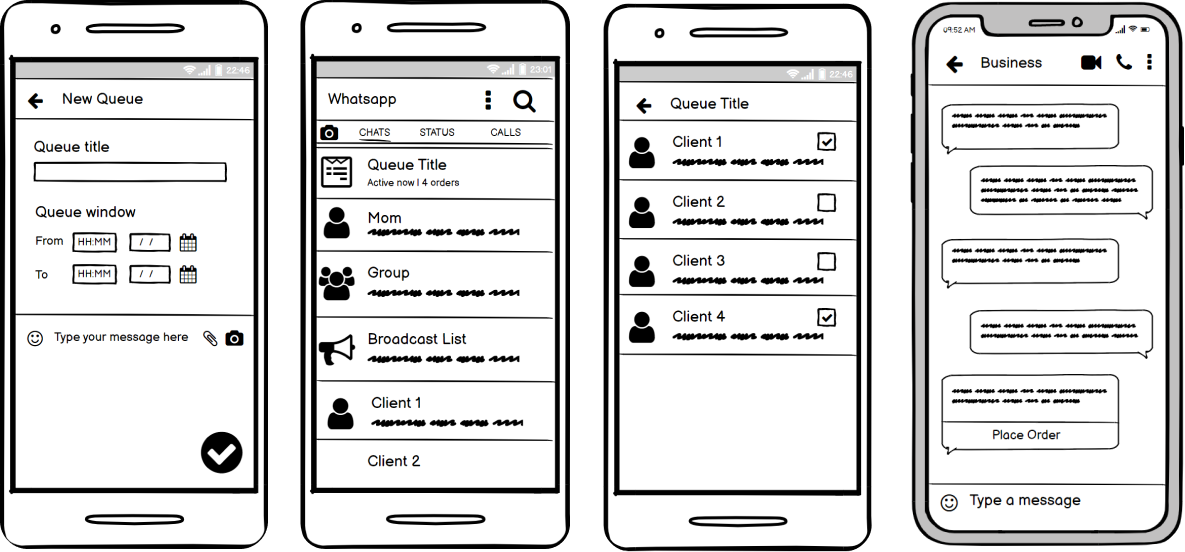 22:46
New Queue
Queue title
Queue window
From HH:MM / /
To HH:MM / /
Type your message here
23:01
Whatsapp
CHATS STATUS CALLS
Queue Title
Active now | 4 orders
Mom
Group
Broadcast List
Client 1
Client 2
22:46
Queue Title
Client 1
Client 2
Client 3
Client 4
09:52 AM
Business
Place Order
Type a message